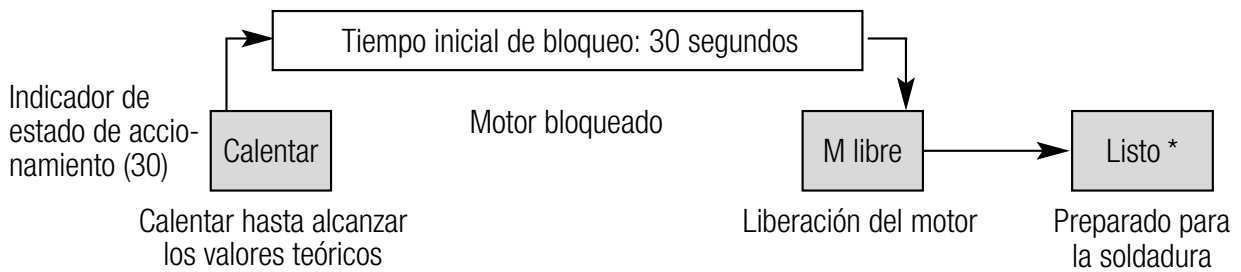 Tiempo inicial de bloqueo: 30 segundos
Indicador de
estado de accio-
namiento (30)
Calentar
Motor bloqueado
M libre
Listo *
Calentar hasta alcanzar
los valores teóricos
Liberación del motor
Preparado para
la soldadura